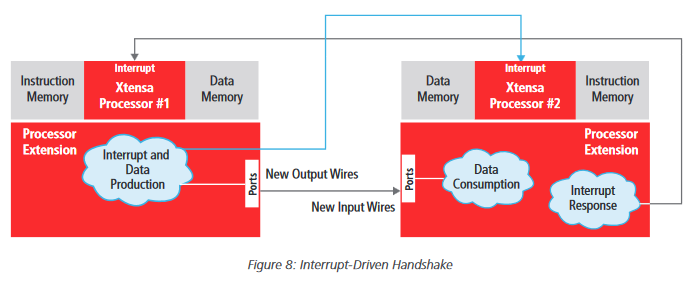 Interrupt
Instruction
Memory
Xtensa
Processor #1
Data
Memory
Processor
Extension
Interrupt and
Data
Production
Ports
New Output Wires
New Input Wires
Interrupt
Data
Memory
Xtensa
Processor #2
Instruction
Memory
Processor
Extension
Ports
Data
Consumption
Interrupt
Response
Figure 8: Interrupt-Driven Handshake